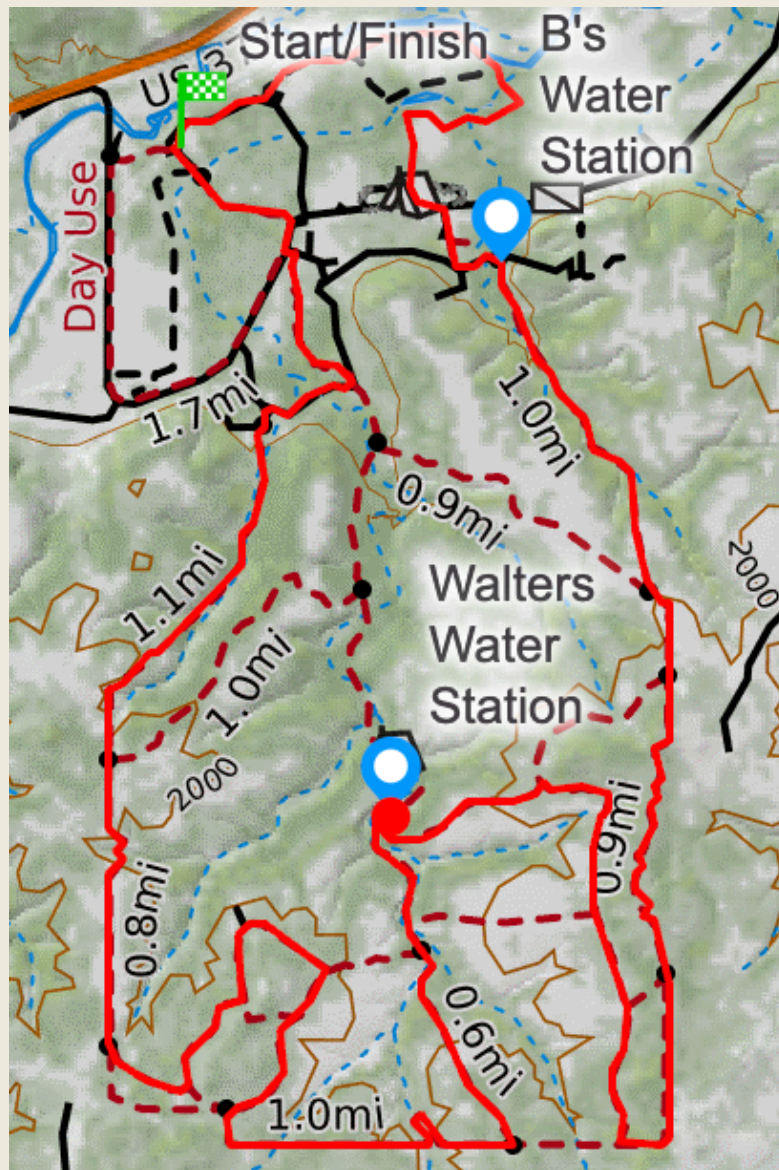 Start/Finish
B's
Water
Station
US 3
Day Use
1.7mi
1.0mi
0.9mi
2000
1.1mi
Walters
Water
Station
1.0mi
2000
0.9mi
0.8mi
0.6mi
1.0mi